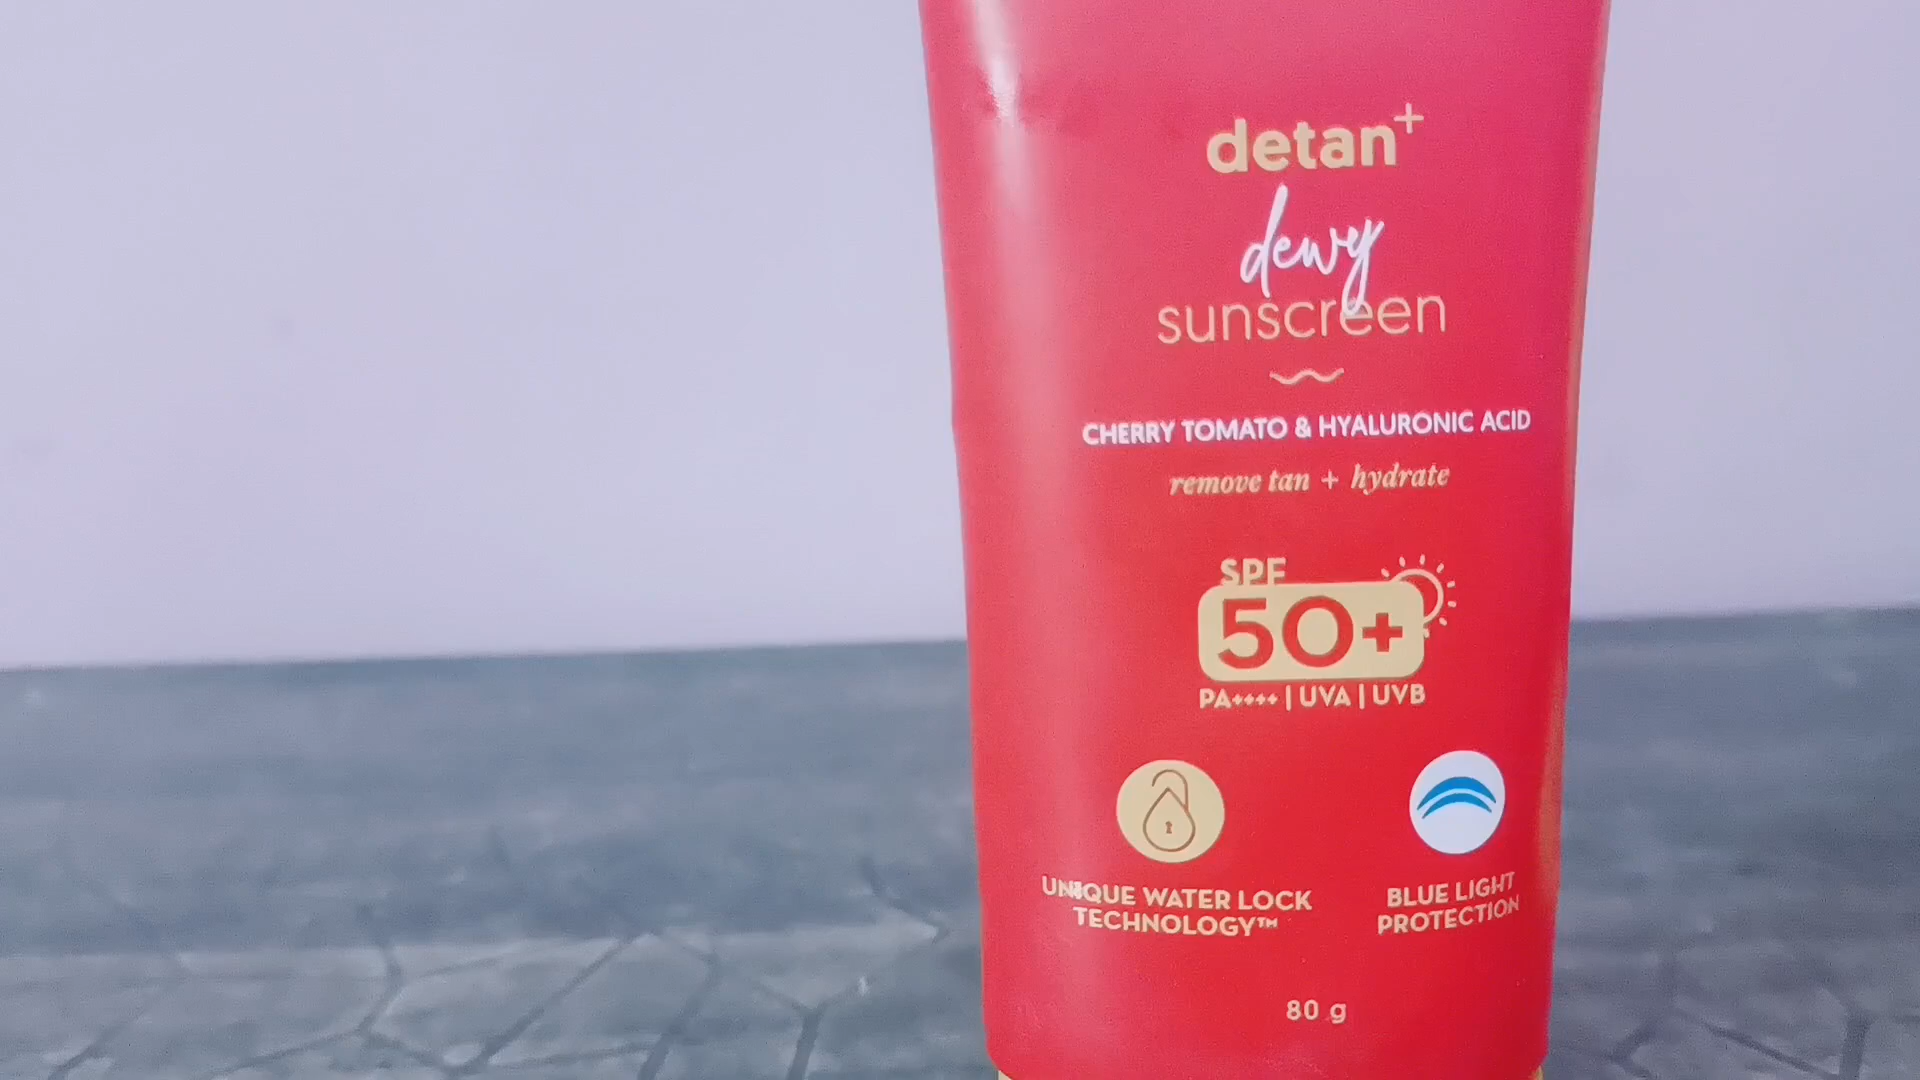 detan+
dewy
sunscreen
CHERRY TOMATO & HYALURONIC ACID
remove tan + hydrate
SPF
50+
PA++++ | UVA | UVB
UNIQUE WATER LOCK
TECHNOLOGY™
BLUE LIGHT
PROTECTION
80 g